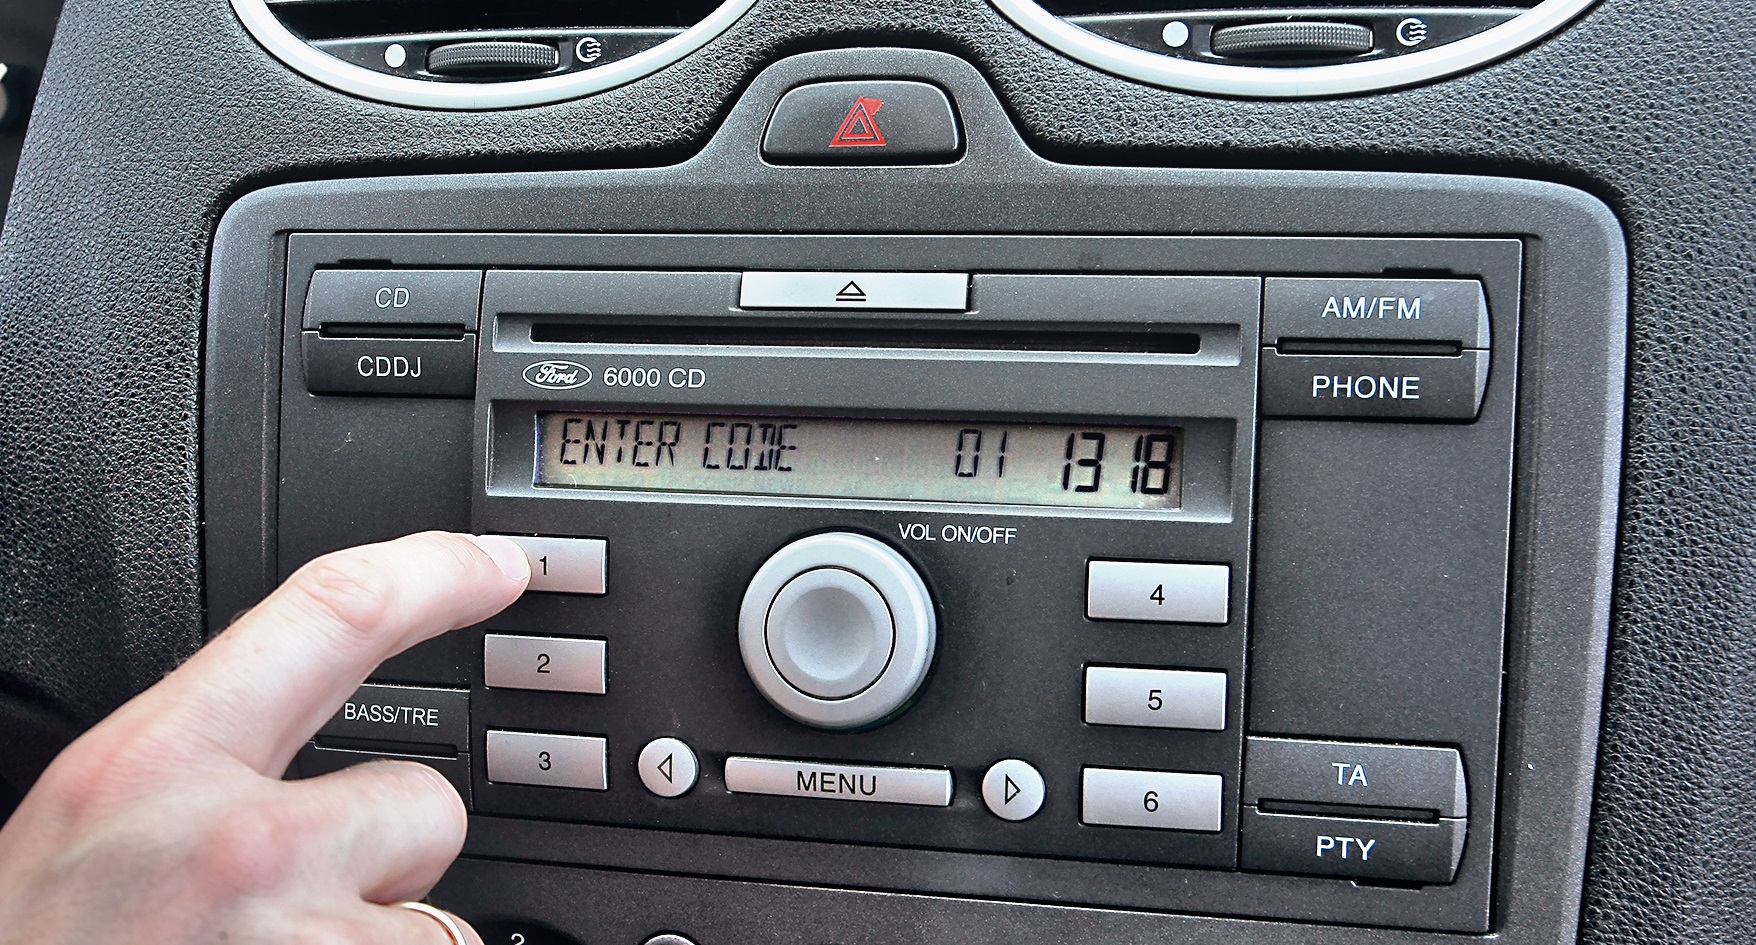 CD
CDDJ
AM/FM
PHONE
Ford 6000 CD
ENTER CODE 01 1318
VOL ON/OFF
1
2
3
4
5
6
BASS/TRE
MENU
TA
PTY
2